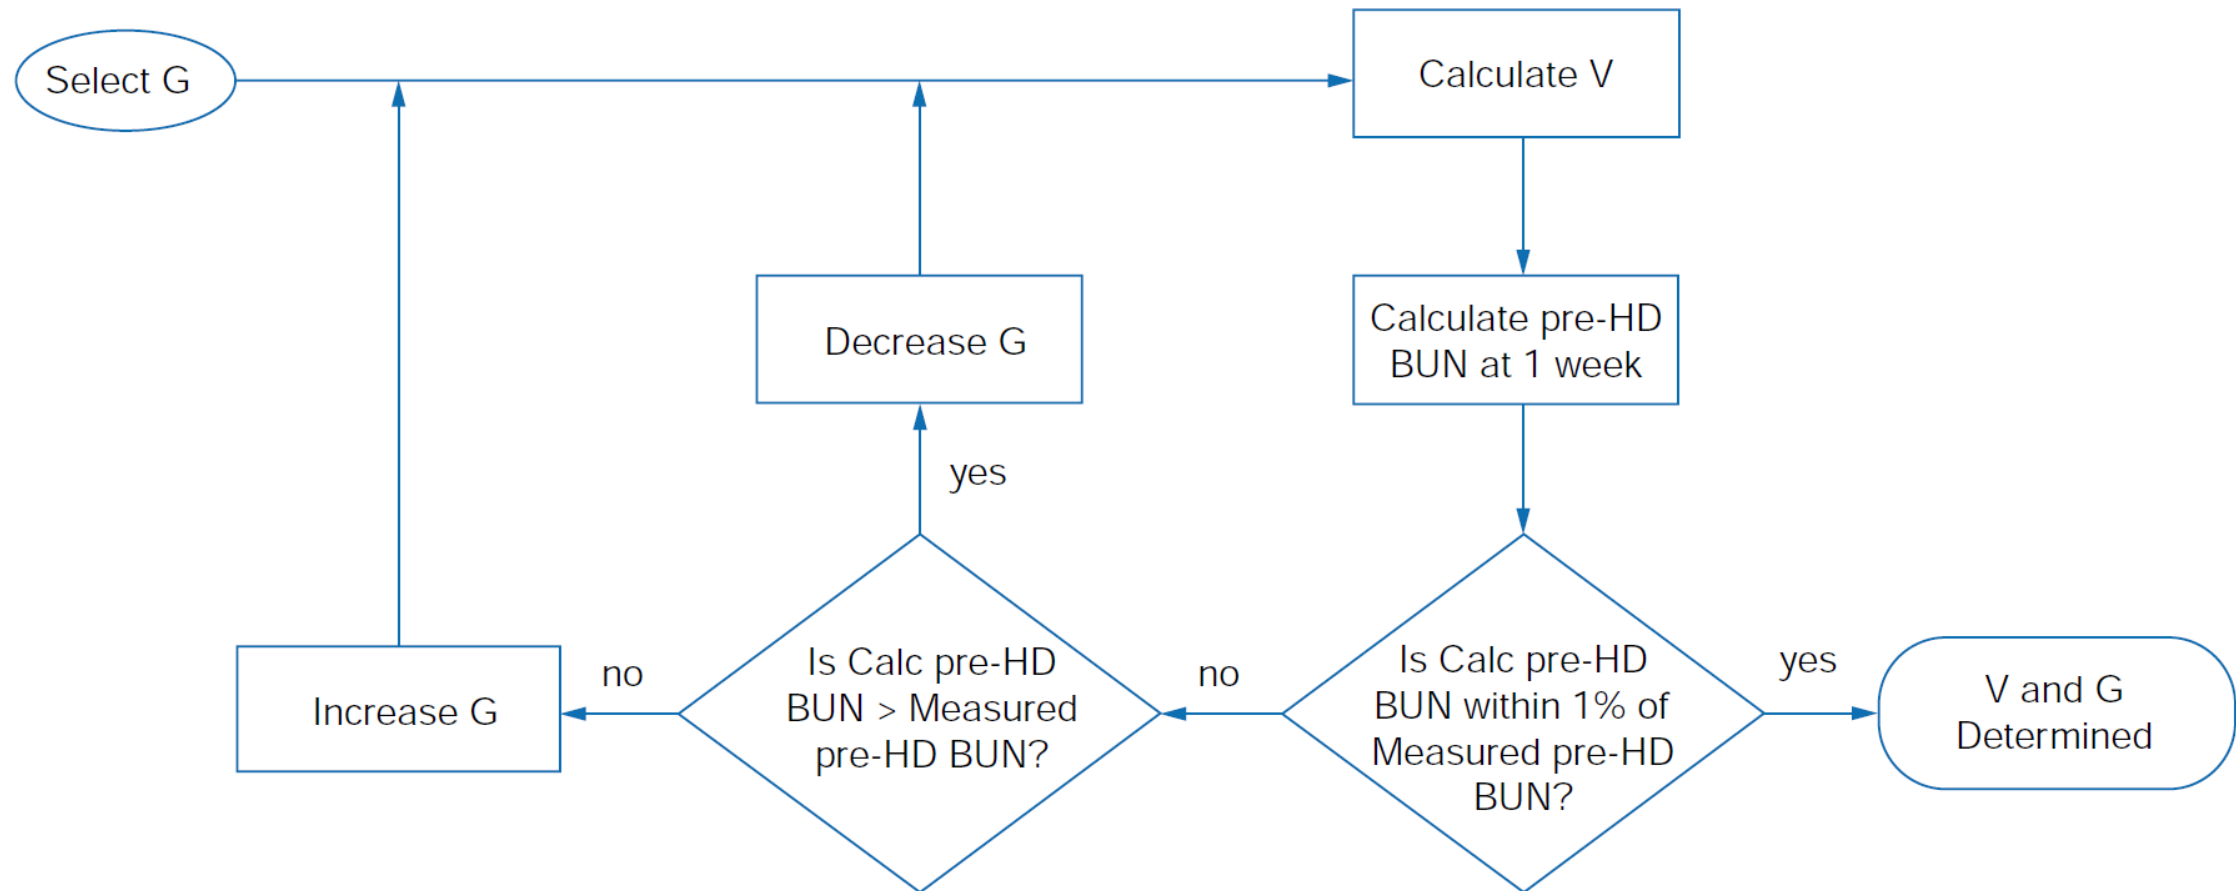 Select G
Calculate V
Decrease G
Calculate pre-HD
BUN at 1 week
yes
Increase G
no
Is Calc pre-HD
BUN > Measured
pre-HD BUN?
no
Is Calc pre-HD
BUN within 1% of
Measured pre-HD
BUN?
yes
V and G
Determined